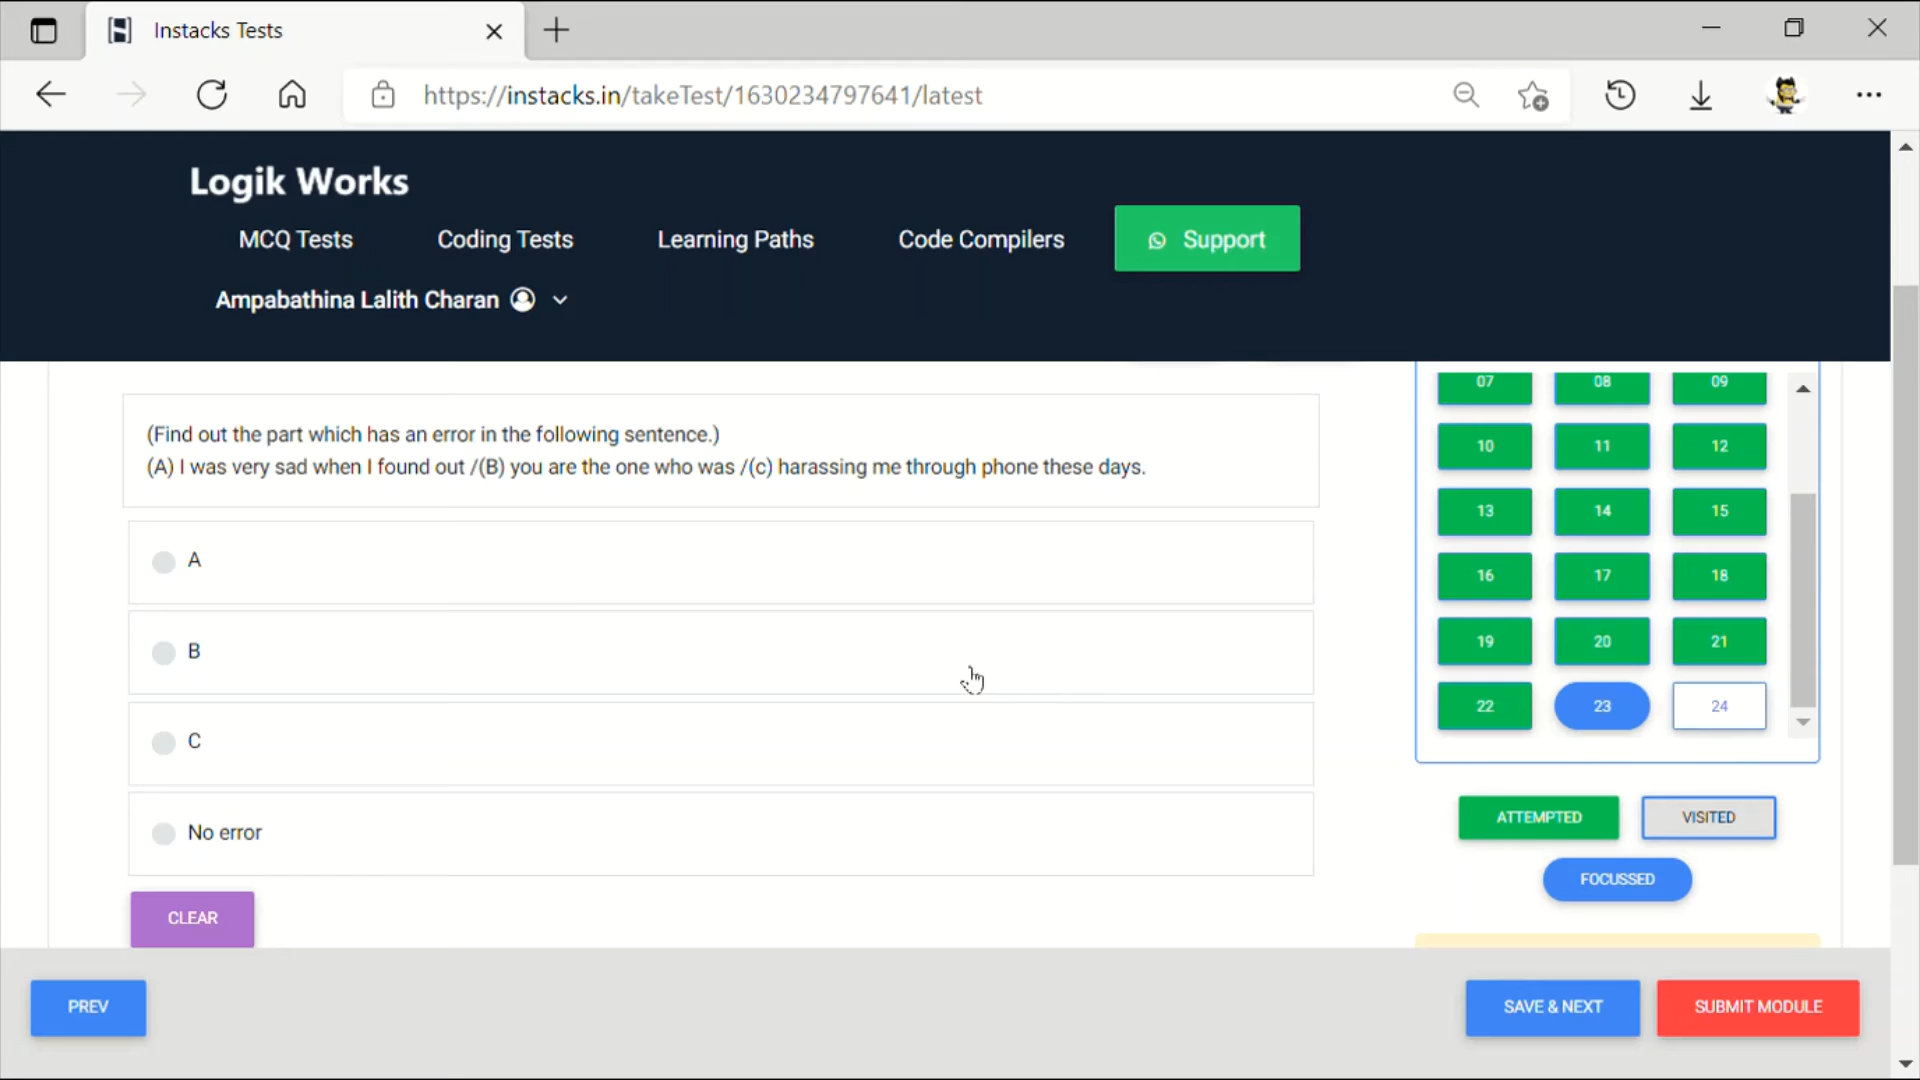 Instacks Tests
https://instacks.in/takeTest/1630234797641/latest
Logik Works
MCQ Tests
Coding Tests
Learning Paths
Code Compilers
Support
Ampabathina Lalith Charan
(Find out the part which has an error in the following sentence.)
(A) I was very sad when I found out /(B) you are the one who was /(c) harassing me through phone these days.
A
B
C
No error
CLEAR
07 08 09
10 11 12
13 14 15
16 17 18
19 20 21
22 23 24
ATTEMPTED
VISITED
FOCUSSED
PREV
SAVE & NEXT
SUBMIT MODULE